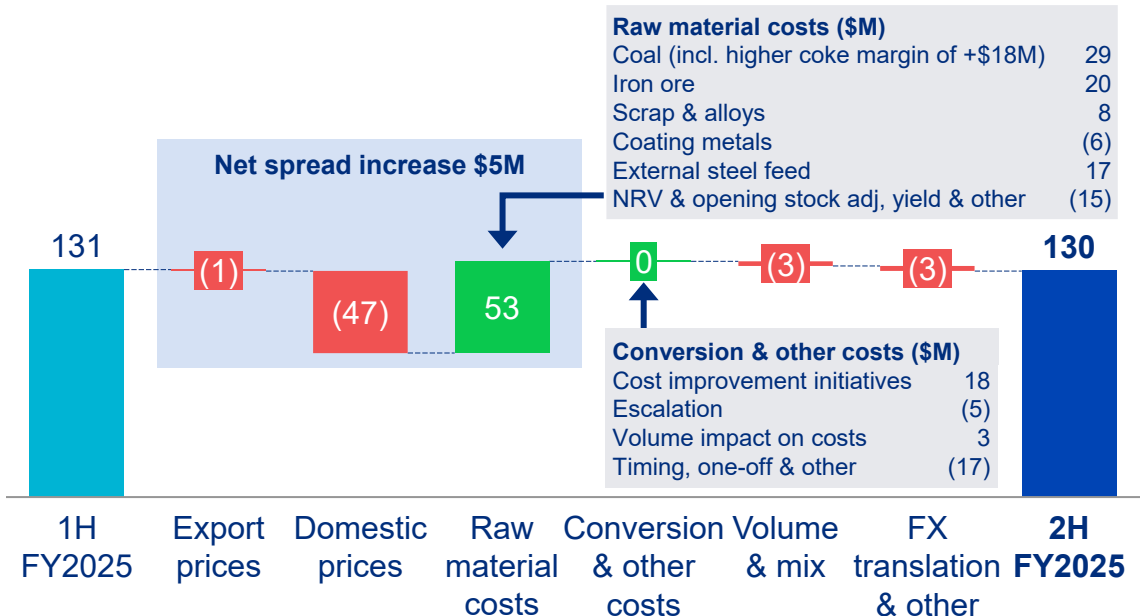 Raw material costs ($M)
Coal (incl. higher coke margin of +$18M) 29
Iron ore 20
Scrap & alloys 8
Coating metals (6)
External steel feed 17
NRV & opening stock adj, yield & other (15)
Net spread increase $5M
131
(1)
(47)
53
0
(3)
(3)
130
Conversion & other costs ($M)
Cost improvement initiatives 18
Escalation (5)
Volume impact on costs 3
Timing, one-off & other (17)
1H
FY2025
Export
prices
Domestic
prices
Raw
material
costs
Conversion
& other
costs
Volume
& mix
FX
translation
& other
2H
FY2025